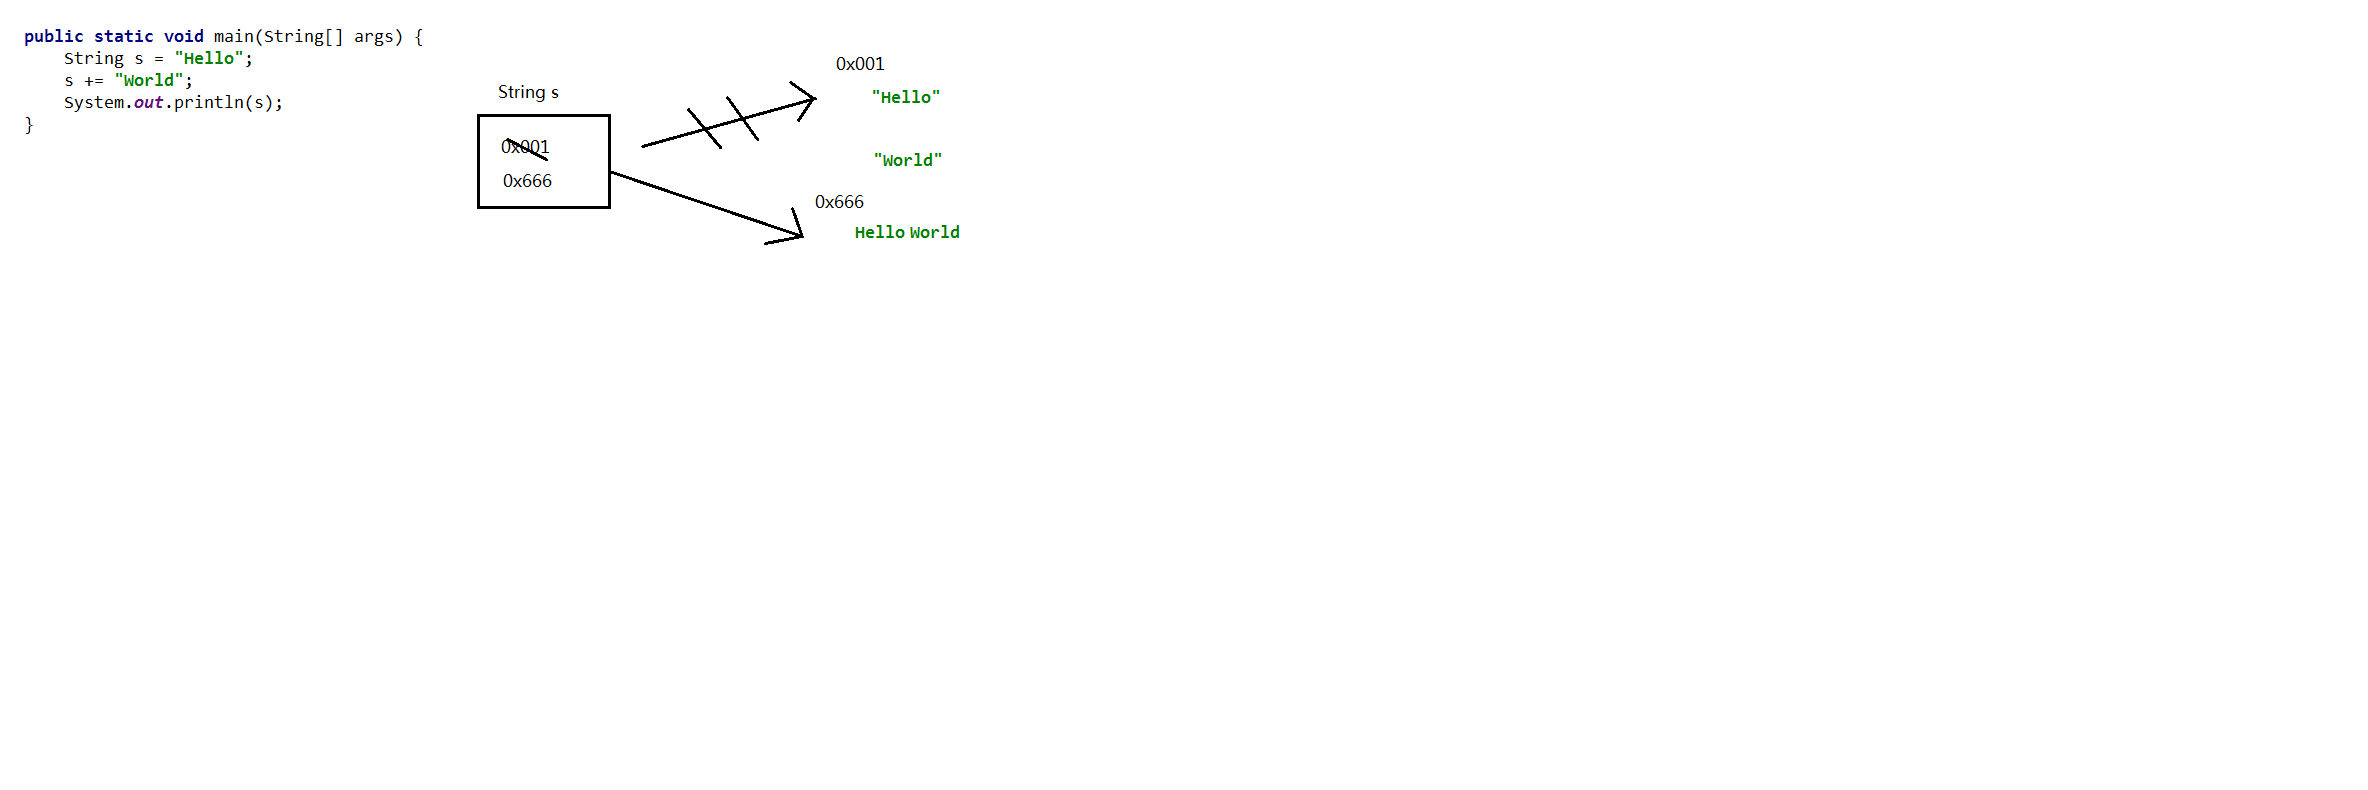 public static void main(String[] args) {
    String s = "Hello";
    s += "World";
    System.out.println(s);
}
String s
0x001
0x666
0x001
"Hello"
"World"
0x666
Hello World